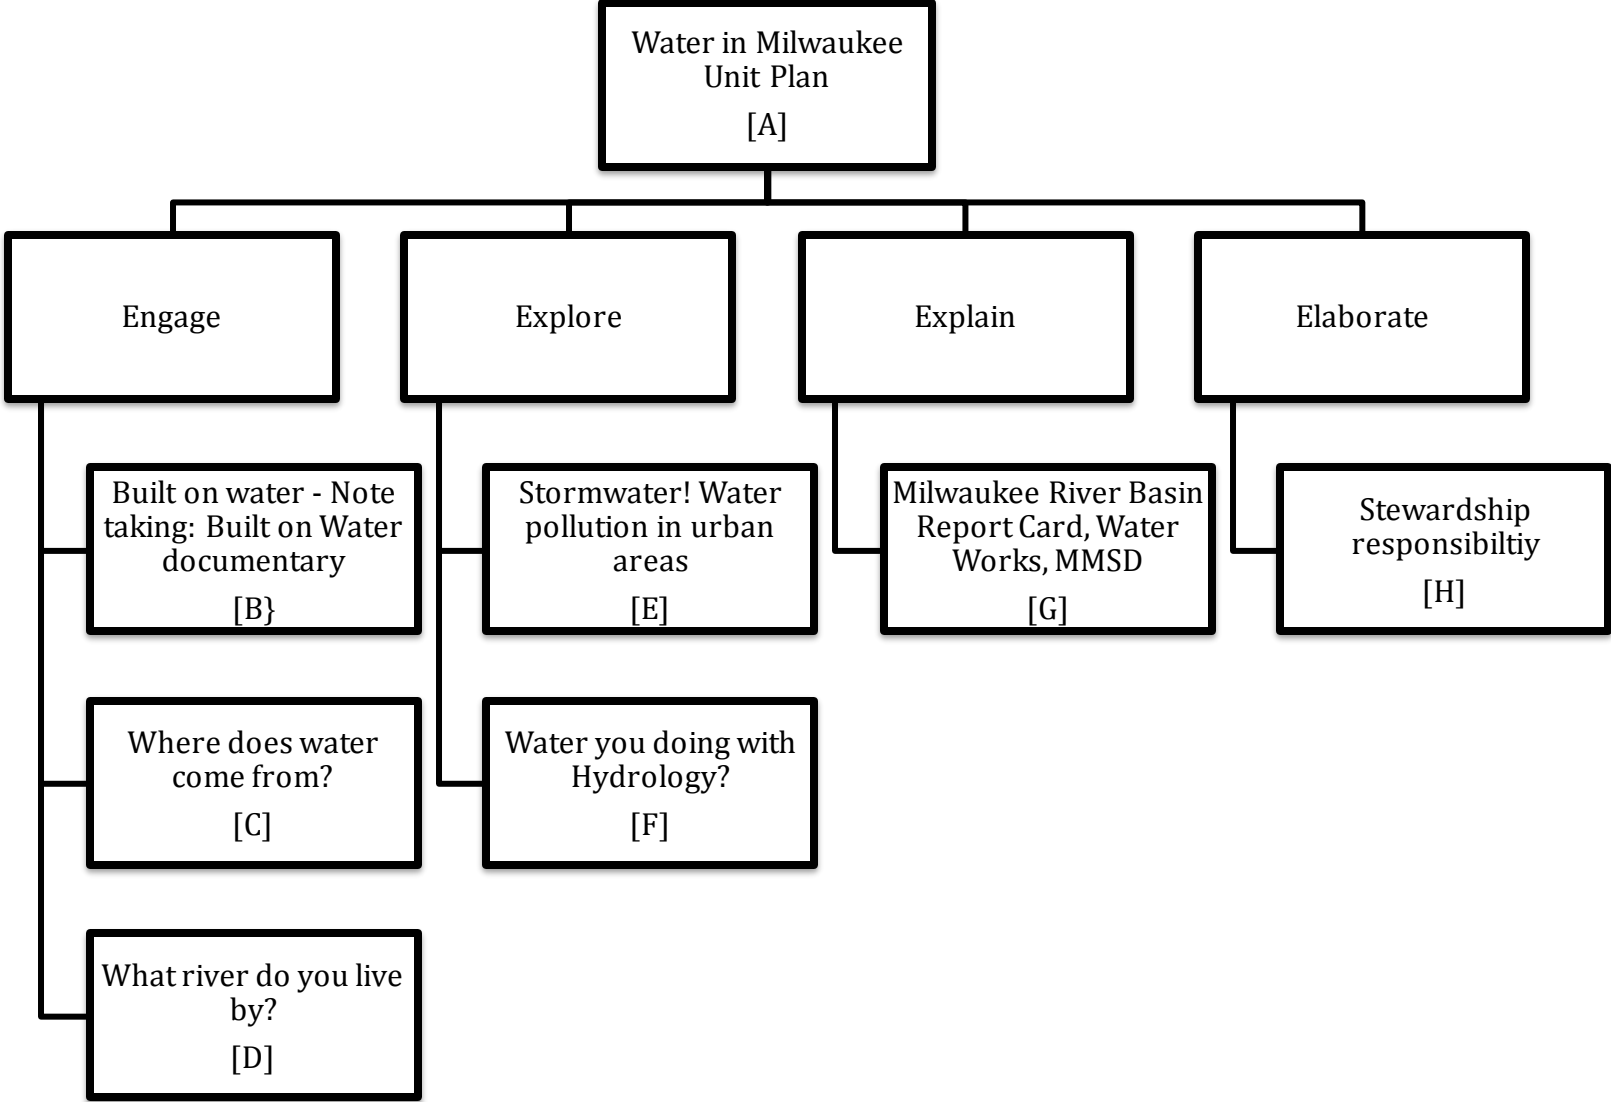 Water in Milwaukee
Unit Plan
[A]
Engage
Explore
Explain
Elaborate
Built on water - Note
taking: Built on Water
documentary
[B}
Where does water
come from?
[C]
What river do you live
by?
[D]
Stormwater! Water
pollution in urban
areas
[E]
Water you doing with
Hydrology?
[F]
Milwaukee River Basin
Report Card, Water
Works, MMSD
[G]
Stewardship
responsibiltiy
[H]